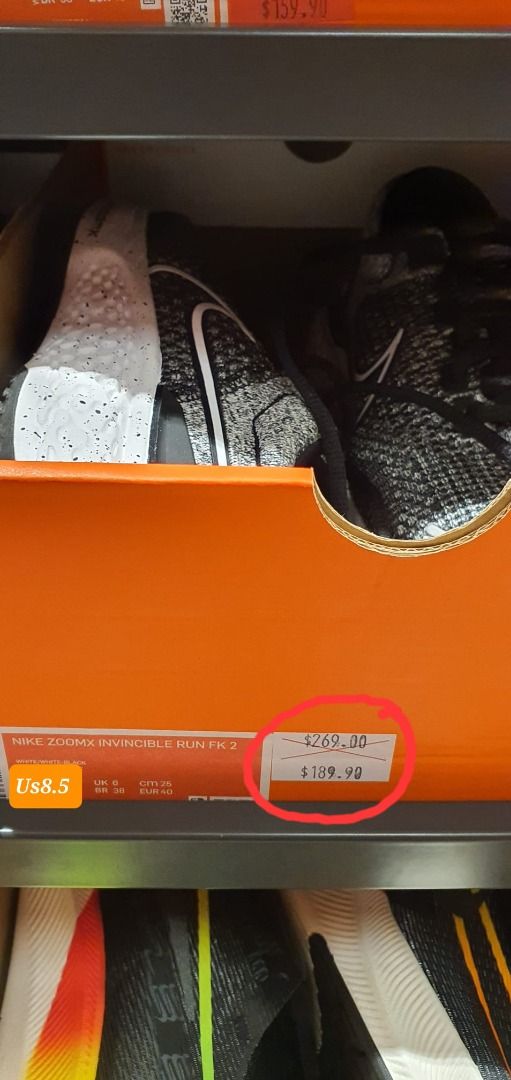 $159.90
NIKE ZOOMX INVINCIBLE RUN FK 2
WHITE/WHITE-BLACK
Us8.5
UK 6 cm 25
BR 38 EUR 40
$269.00
$189.90